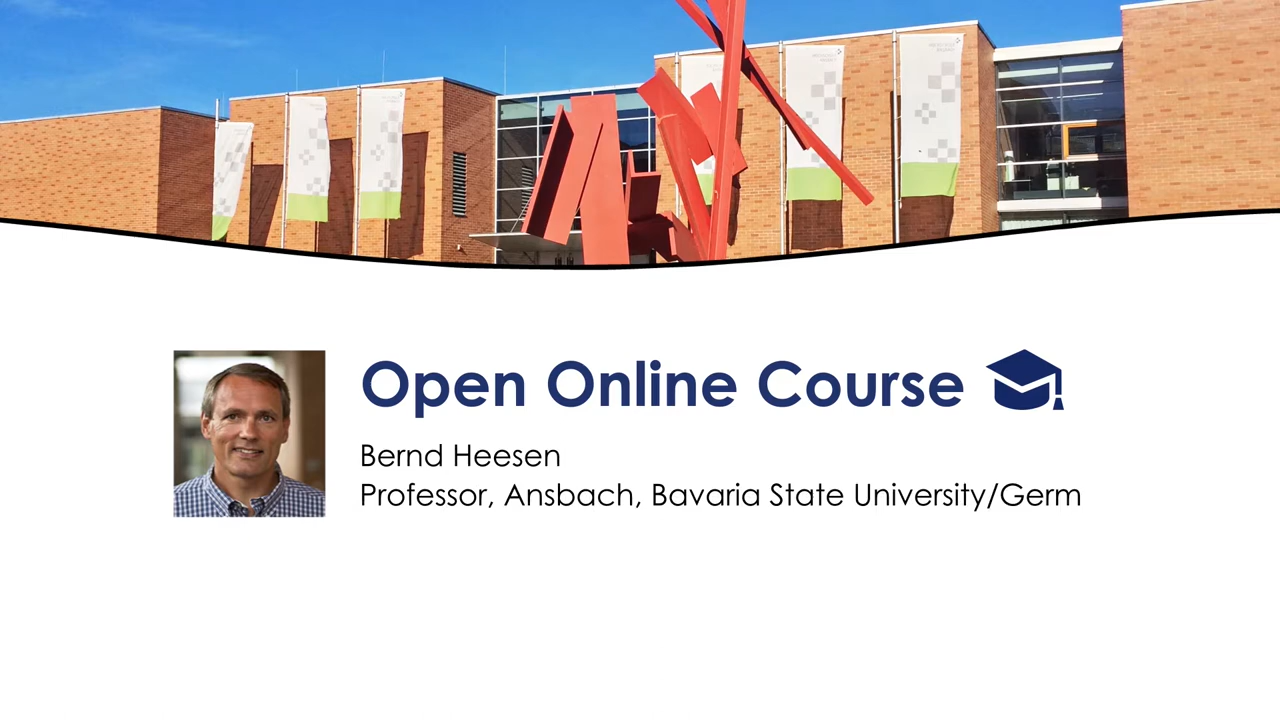 Open Online Course
Bernd Heesen
Professor, Ansbach, Bavaria State University/Germ